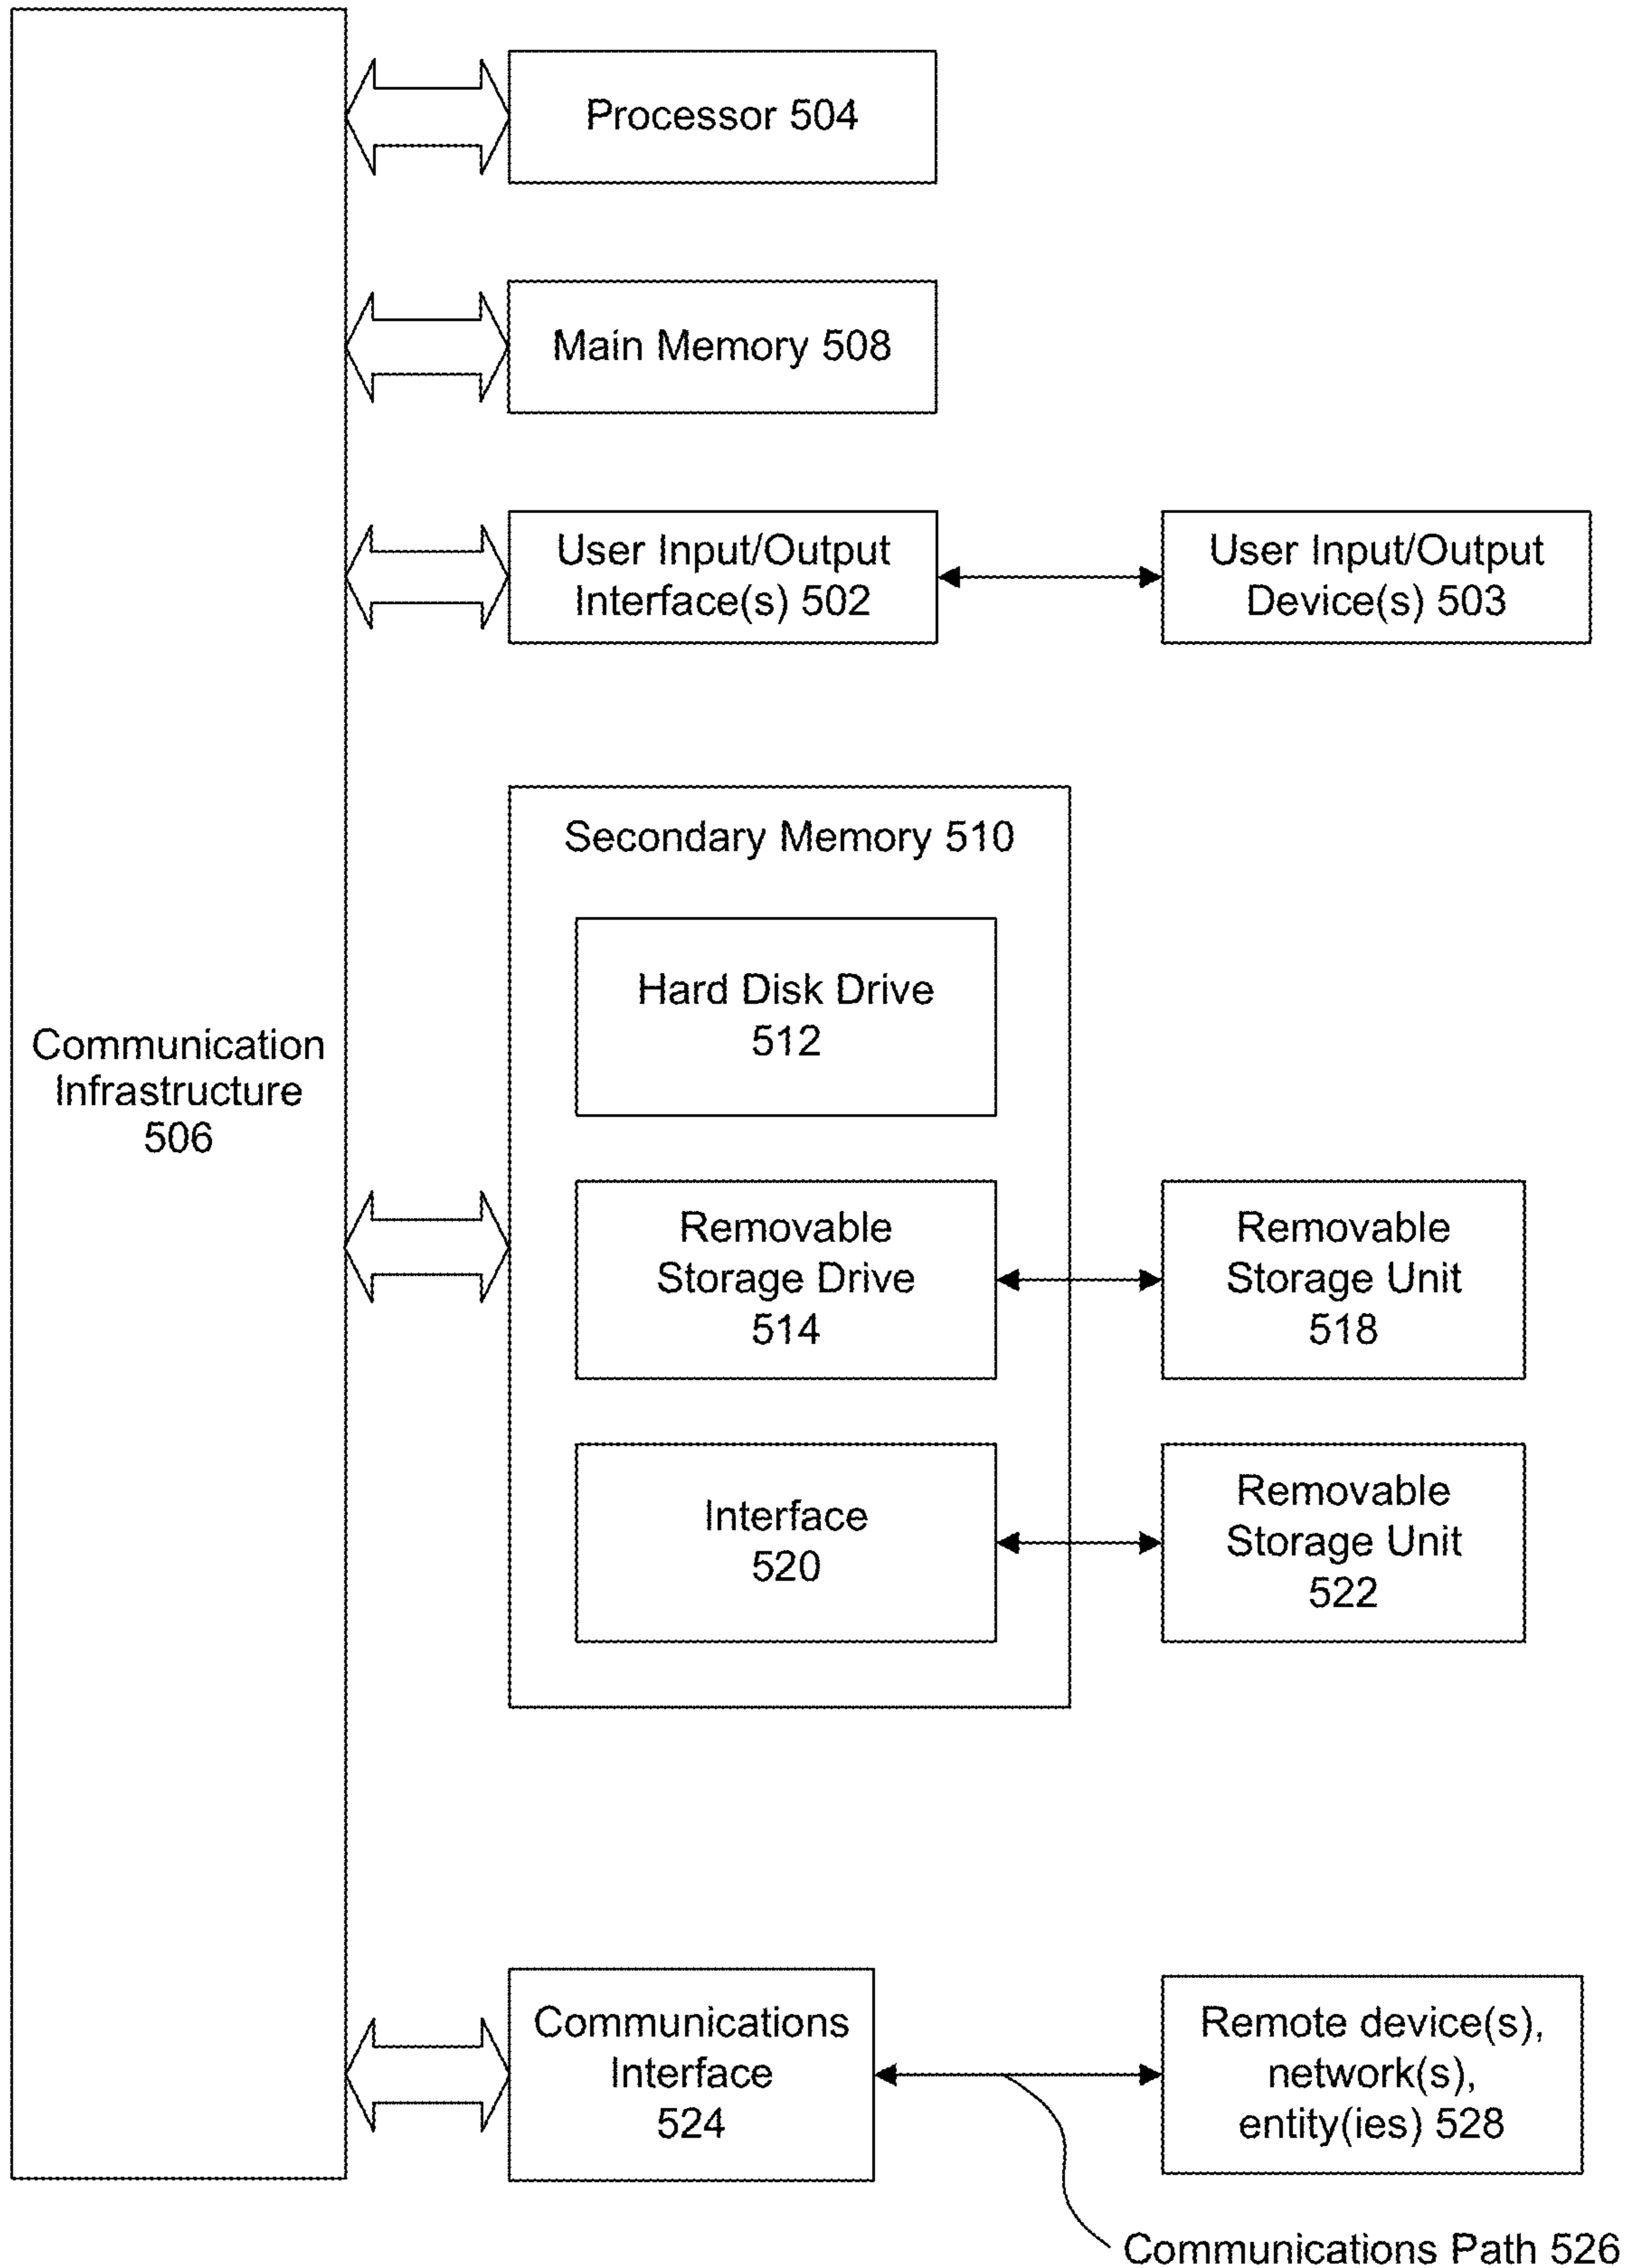 Processor 504
Main Memory 508
User Input/Output
Interface(s) 502
User Input/Output
Device(s) 503
Secondary Memory 510
Hard Disk Drive
512
Communication
Infrastructure
506
Removable
Storage Drive
514
Removable
Storage Unit
518
Interface
520
Removable
Storage Unit
522
Communications
Interface
524
Remote device(s),
network(s),
entity(ies) 528
Communications Path 526